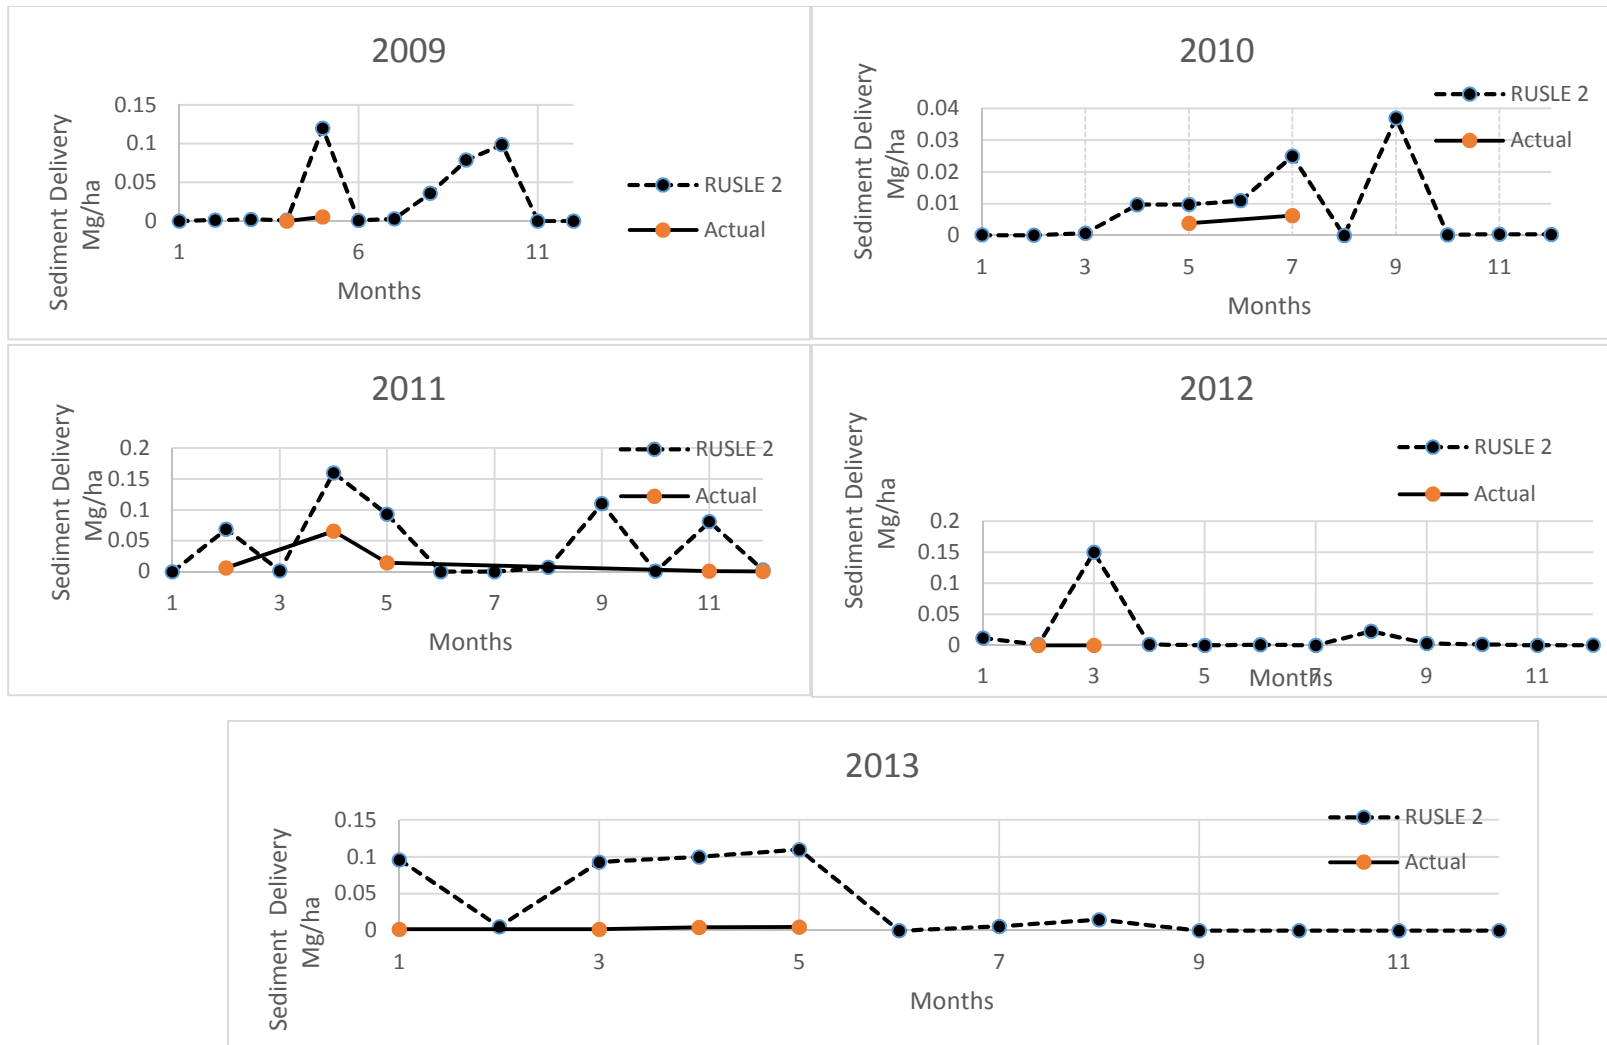 2009
Sediment Delivery
Mg/ha
0.15
0.1
0.05
0
1
6
11
Months
RUSLE 2
Actual
2010
Sediment Delivery
Mg/ha
0.04
0.03
0.02
0.01
0
1
3
5
7
9
11
Months
RUSLE 2
Actual
2011
Sediment Delivery
Mg/ha
0.2
0.15
0.1
0.05
0
1
3
5
7
9
11
Months
RUSLE 2
Actual
2012
Sediment Delivery
Mg/ha
0.2
0.15
0.1
0.05
0
1
3
5
7
9
11
Months
RUSLE 2
Actual
2013
Sediment Delivery
Mg/ha
0.15
0.1
0.05
0
1
3
5
7
9
11
Months
RUSLE 2
Actual